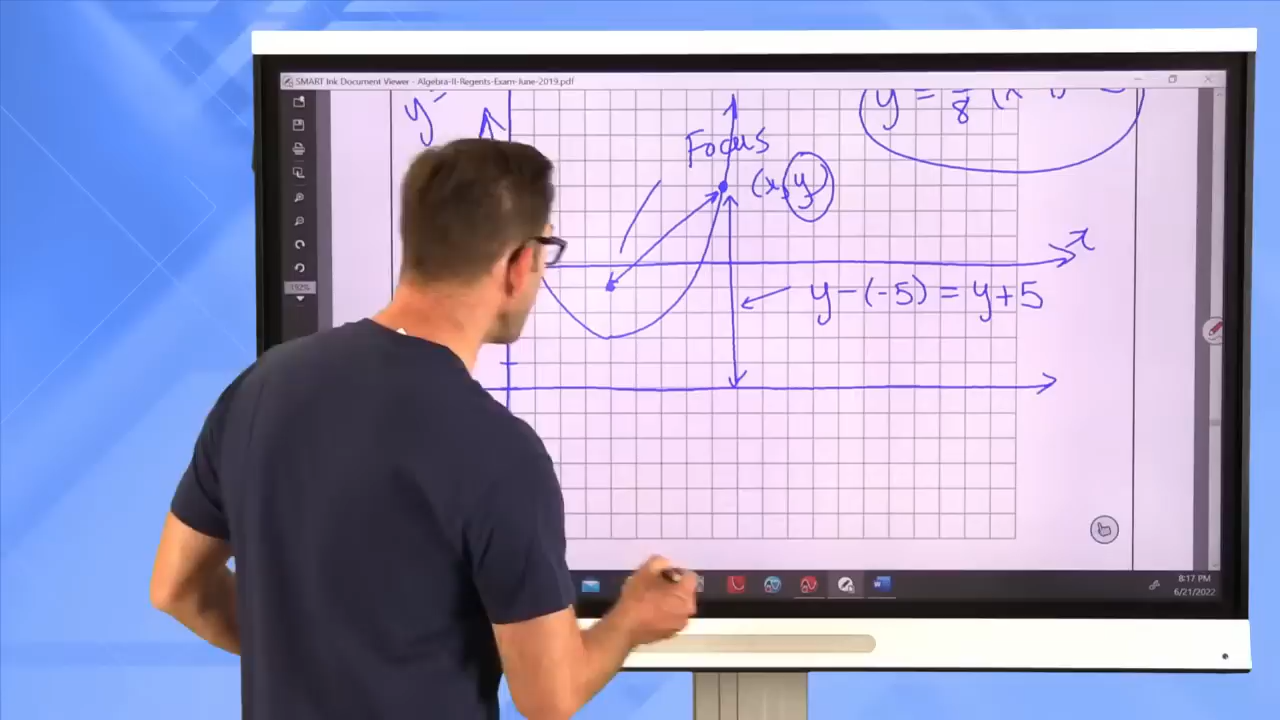 SMART Ink Document Viewer - Algebra-II-Regents-Exam-June-2019.pdf
y
Focus
(x, y)
x
y-(-5) = y+5
192%
8:17 PM
6/21/2022